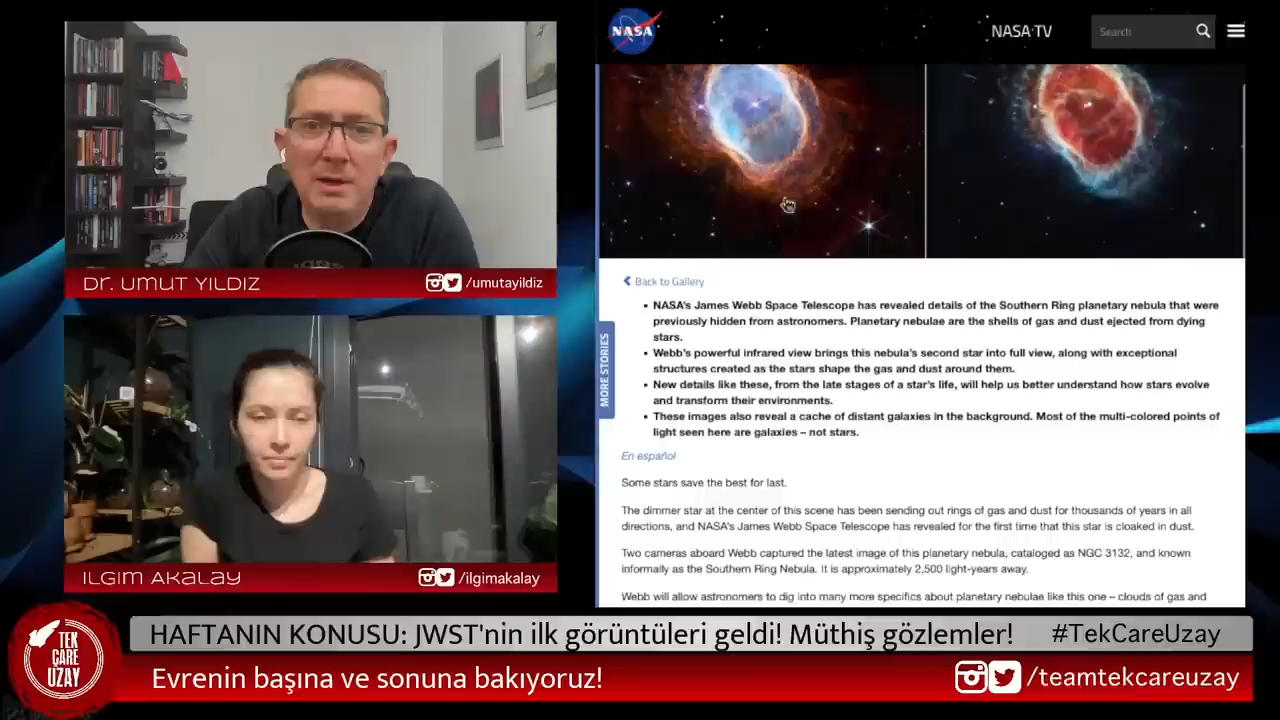 DR. UMUT YILDIZ
/umutayildiz
ILGIM AKALAY
/ilgimakalay
NASA
NASA TV
Search
MORE STORIES
Back to Gallery
• NASA's James Webb Space Telescope has revealed details of the Southern Ring planetary nebula that were
previously hidden from astronomers. Planetary nebulae are the shells of gas and dust ejected from dying
stars.
• Webb's powerful infrared view brings this nebula's second star into full view, along with exceptional
structures created as the stars shape the gas and dust around them.
• New details like these, from the late stages of a star's life, will help us better understand how stars evolve
and transform their environments.
• These images also reveal a cache of distant galaxies in the background. Most of the multi-colored points of
light seen here are galaxies – not stars.
En español
Some stars save the best for last.
The dimmer star at the center of this scene has been sending out rings of gas and dust for thousands of years in all
directions, and NASA's James Webb Space Telescope has revealed for the first time that this star is cloaked in dust.
Two cameras aboard Webb captured the latest image of this planetary nebula, cataloged as NGC 3132, and known
informally as the Southern Ring Nebula. It is approximately 2,500 light-years away.
Webb will allow astronomers to dig into many more specifics about planetary nebulae like this one – clouds of gas and
TEK
ÇARE
UZAY
HAFTANIN KONUSU: JWST'nin ilk görüntüleri geldi! Müthiş gözlemler!
#TekCareUzay
Evrenin başına ve sonuna bakıyoruz!
/teamtekcareuzay